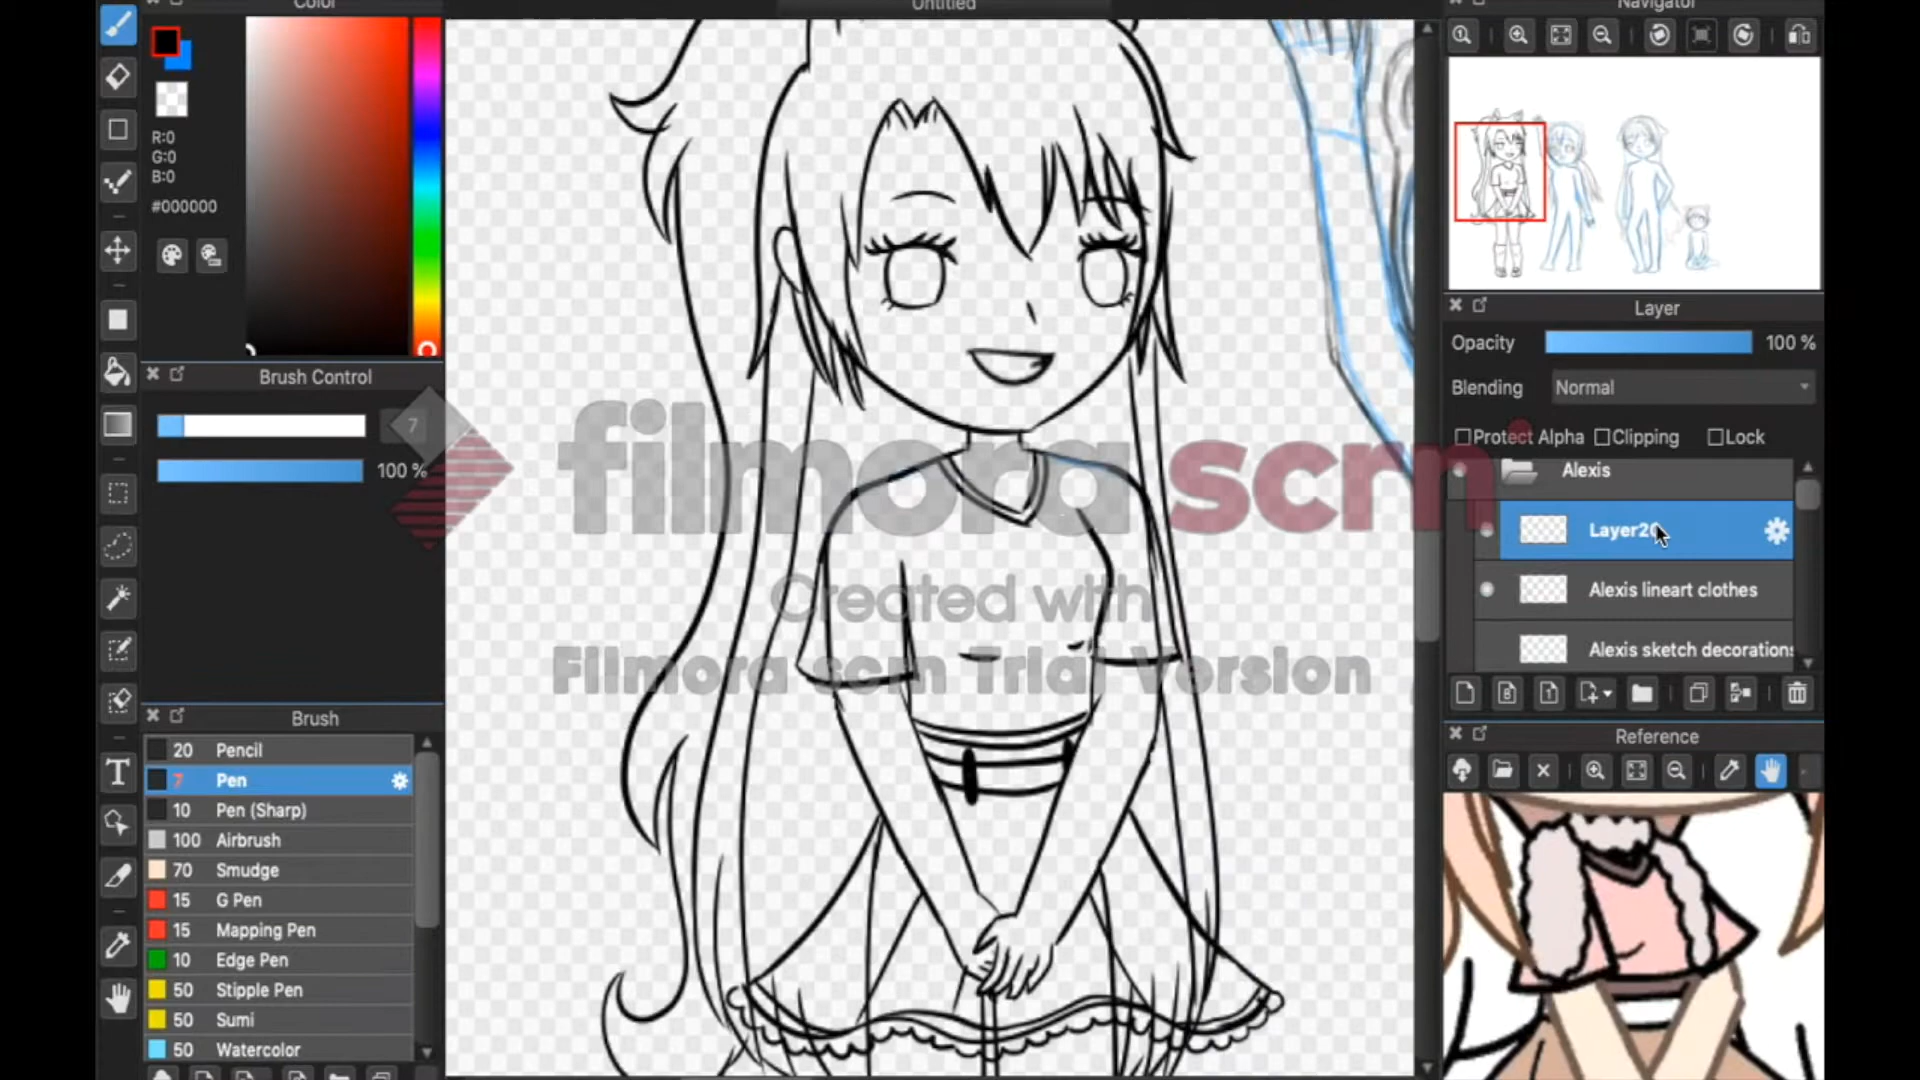 Color
Untitled
Navigator
R:0
G:0
B:0
#000000
Brush Control
7
100 %
Brush
20 Pencil
7 Pen
10 Pen (Sharp)
100 Airbrush
70 Smudge
15 G Pen
15 Mapping Pen
10 Edge Pen
50 Stipple Pen
50 Sumi
50 Watercolor
T
filmora scrn
Created with
Filmora scrn Trial Version
Layer
Opacity 100 %
Blending Normal
Protect Alpha Clipping Lock
Alexis
Layer20
Alexis lineart clothes
Alexis sketch decorations
Reference